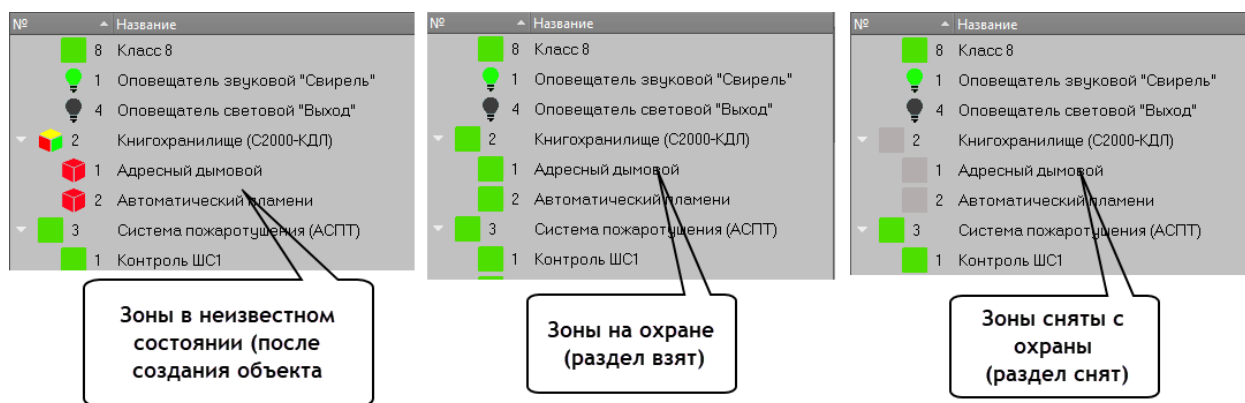 № Название
8 Класс 8
1 Оповещатель звуковой "Свирель"
4 Оповещатель световой "Выход"
2 Книгохранилище (С2000-КДЛ)
1 Адресный дымовой
2 Автоматический пламени
3 Система пожаротушения (АСПТ)
1 Контроль ШС1
Зоны в неизвестном
состоянии (после
создания объекта
№ Название
8 Класс 8
1 Оповещатель звуковой "Свирель"
4 Оповещатель световой "Выход"
2 Книгохранилище (С2000-КДЛ)
1 Адресный дымовой
2 Автоматический пламени
3 Система пожаротушения (АСПТ)
1 Контроль ШС1
Зоны на охране
(раздел взят)
№ Название
8 Класс 8
1 Оповещатель звуковой "Свирель"
4 Оповещатель световой "Выход"
2 Книгохранилище (С2000-КДЛ)
1 Адресный дымовой
2 Автоматический пламени
3 Система пожаротушения (АСПТ)
1 Контроль ШС1
Зоны сняты с
охраны
(раздел снят)